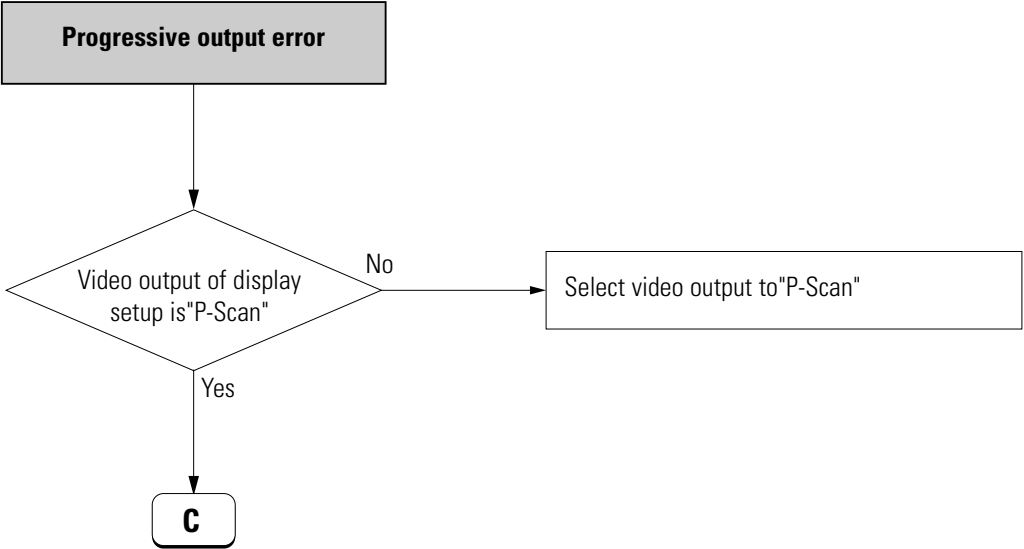 Progressive output error
Video output of display
setup is"P-Scan"
No
Select video output to"P-Scan"
Yes
C